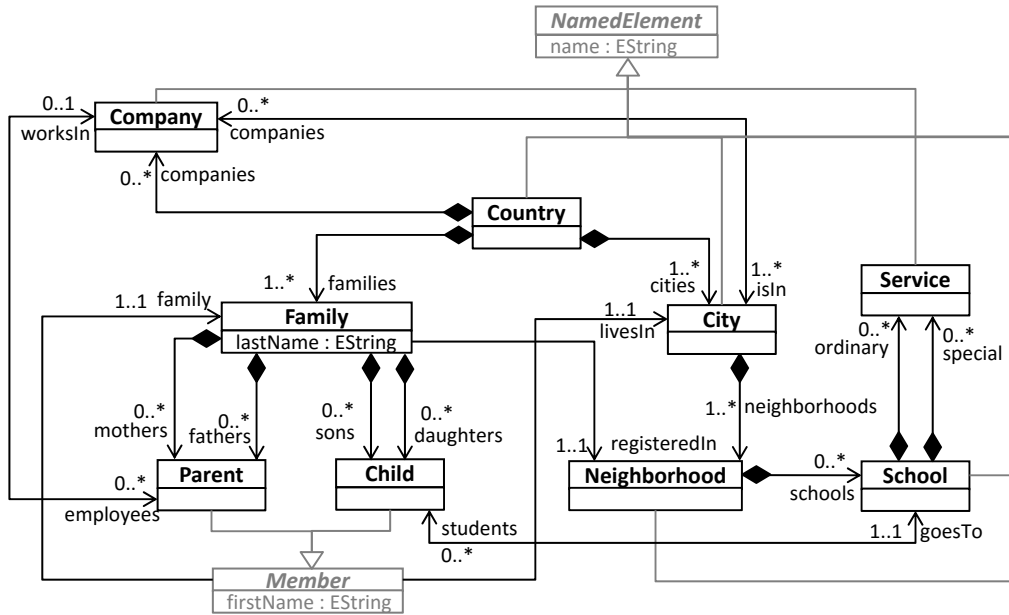 NamedElement
name : EString
0..1
worksIn
Company
0..*
companies
0..*
companies
Country
1..*
families
1..*
cities
1..*
isIn
Service
1..1
family
Family
lastName : EString
1..1
livesIn
City
0..*
ordinary
0..*
special
0..*
mothers
0..*
fathers
0..*
sons
0..*
daughters
1..*
neighborhoods
1..1
registeredIn
Parent
Child
Neighborhood
0..*
schools
School
0..*
employees
students
0..*
1..1
goesTo
Member
firstName : EString